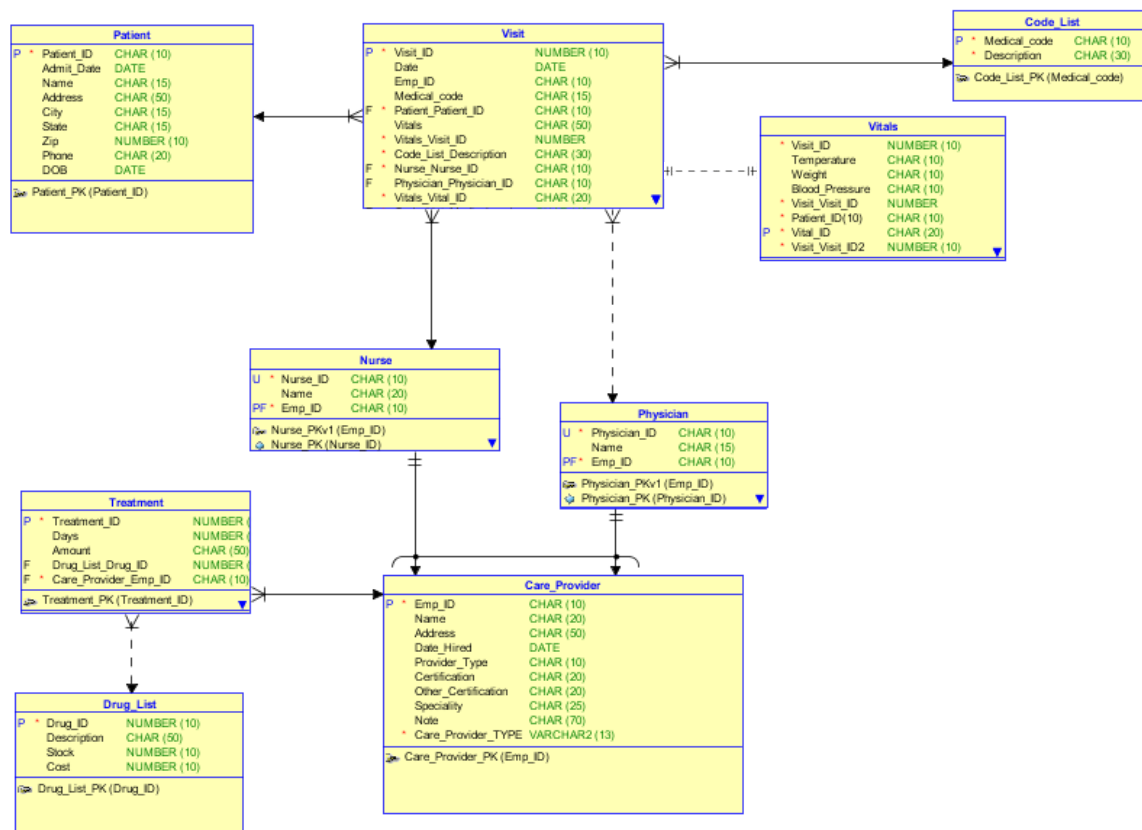 Patient
P * Patient_ID CHAR (10)
Admit_Date DATE
Name CHAR (15)
Address CHAR (50)
City CHAR (15)
State CHAR (15)
Zip NUMBER (10)
Phone CHAR (20)
DOB DATE
Patient_PK (Patient_ID)
Visit
P * Visit_ID NUMBER (10)
Date DATE
Emp_ID CHAR (10)
Medical_code CHAR (15)
F * Patient_Patient_ID CHAR (10)
Vitals CHAR (50)
* Vitals_Visit_ID NUMBER
* Code_List_Description CHAR (30)
F * Nurse_Nurse_ID CHAR (10)
F Physician_Physician_ID CHAR (10)
* Vitals_Vital_ID CHAR (20)
Code_List
P * Medical_code CHAR (10)
* Description CHAR (30)
Code_List_PK (Medical_code)
Vitals
* Visit_ID NUMBER (10)
Temperature CHAR (10)
Weight CHAR (10)
Blood_Pressure CHAR (10)
* Visit_Visit_ID NUMBER
* Patient_ID(10) CHAR (10)
P * Vital_ID CHAR (20)
* Visit_Visit_ID2 NUMBER (10)
Nurse
U * Nurse_ID CHAR (10)
Name CHAR (20)
PF * Emp_ID CHAR (10)
Nurse_PKv1 (Emp_ID)
Nurse_PK (Nurse_ID)
Physician
U * Physician_ID CHAR (10)
Name CHAR (15)
PF * Emp_ID CHAR (10)
Physician_PKv1 (Emp_ID)
Physician_PK (Physician_ID)
Treatment
P * Treatment_ID NUMBER (
Days NUMBER (
Amount CHAR (50)
F Drug_List_Drug_ID NUMBER (
F * Care_Provider_Emp_ID CHAR (10)
Treatment_PK (Treatment_ID)
Care_Provider
P * Emp_ID CHAR (10)
Name CHAR (20)
Address CHAR (50)
Date_Hired DATE
Provider_Type CHAR (10)
Certification CHAR (20)
Other_Certification CHAR (20)
Speciality CHAR (25)
Note CHAR (70)
* Care_Provider_TYPE VARCHAR2 (13)
Care_Provider_PK (Emp_ID)
Drug_List
P * Drug_ID NUMBER (10)
Description CHAR (50)
Stock NUMBER (10)
Cost NUMBER (10)
Drug_List_PK (Drug_ID)